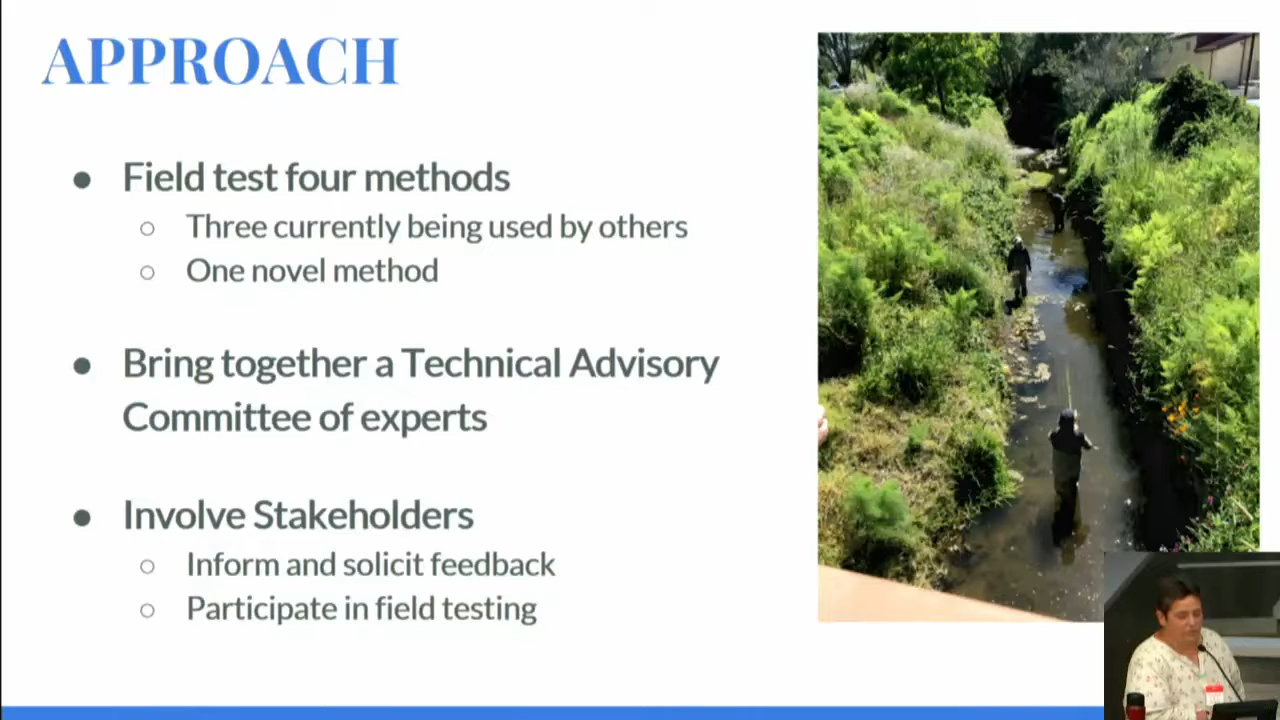 APPROACH
● Field test four methods
○ Three currently being used by others
○ One novel method
● Bring together a Technical Advisory
Committee of experts
● Involve Stakeholders
○ Inform and solicit feedback
○ Participate in field testing